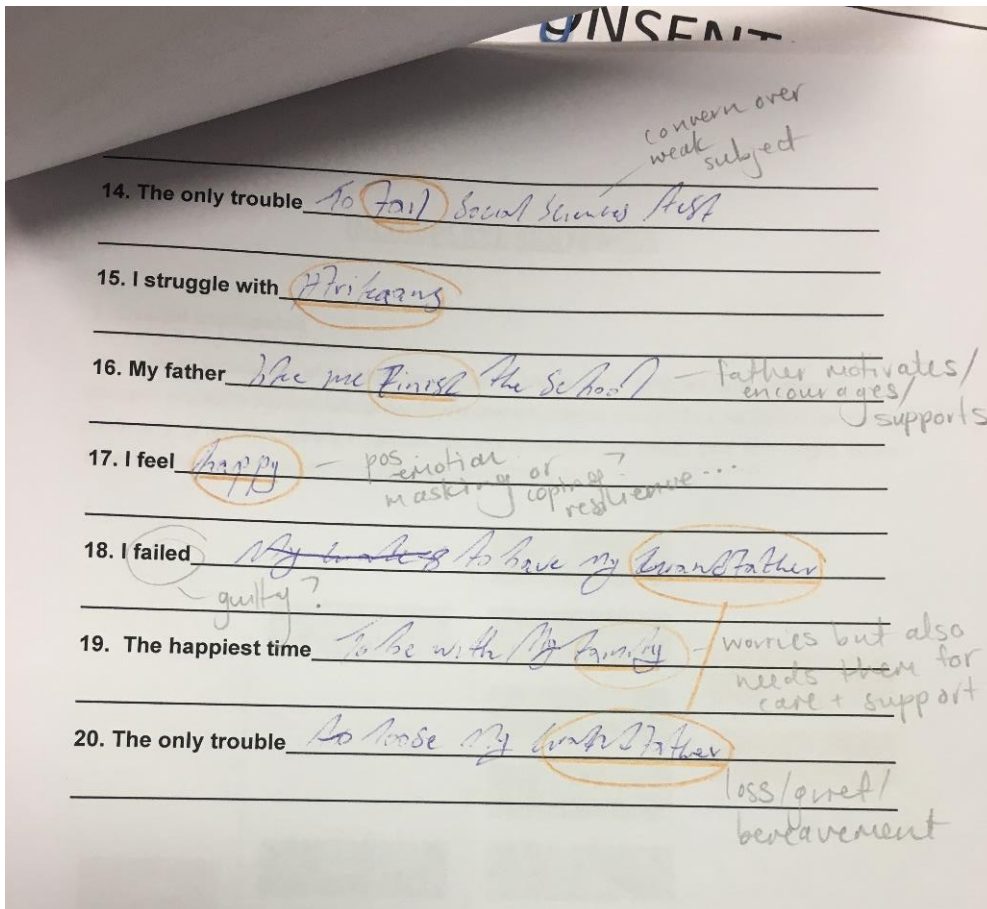 ONSENT
concern over
weak subject
14. The only trouble To Fail Social Sciences test
15. I struggle with Afrikaans
16. My father like me Finish the School – father motivates/
encourages/
supports
17. I feel happy – pos emotion
masking or coping? resilience...
18. I failed to have my Grandfather
guilty?
19. The happiest time To be with My family – worries but also
needs them for
care + support
20. The only trouble to loose my Grandfather
loss/grief/
bereavement